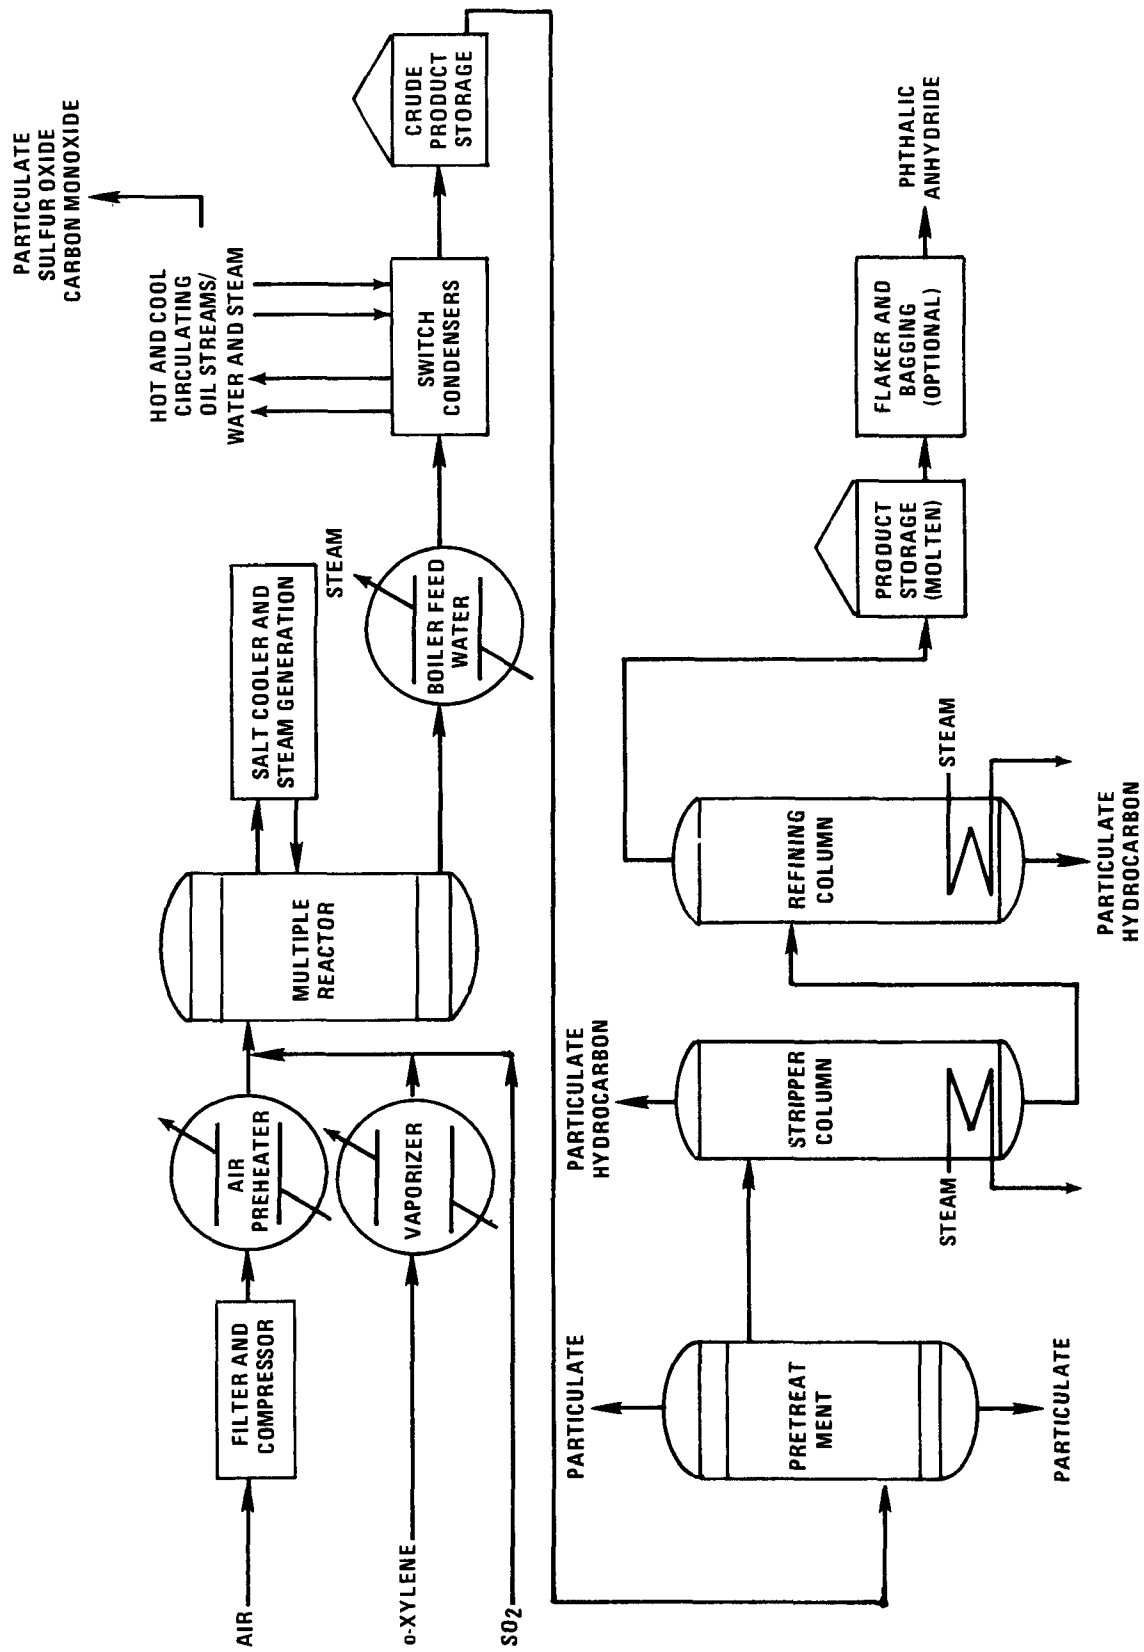 PARTICULATE
SULFUR OXIDE
CARBON MONOXIDE
HOT AND COOL
CIRCULATING
OIL STREAMS/
WATER AND STEAM
SALT COOLER AND
STEAM GENERATION
STEAM
AIR
FILTER AND
COMPRESSOR
AIR
PREHEATER
MULTIPLE
REACTOR
o-XYLENE
VAPORIZER
BOILER FEED
WATER
SWITCH
CONDENSERS
CRUDE
PRODUCT
STORAGE
SO2
PARTICULATE
PARTICULATE
HYDROCARBON
PRETREAT
MENT
STRIPPER
COLUMN
REFINING
COLUMN
PRODUCT
STORAGE
(MOLTEN)
FLAKER AND
BAGGING
(OPTIONAL)
PHTHALIC
ANHYDRIDE
STEAM
STEAM
PARTICULATE
PARTICULATE
HYDROCARBON